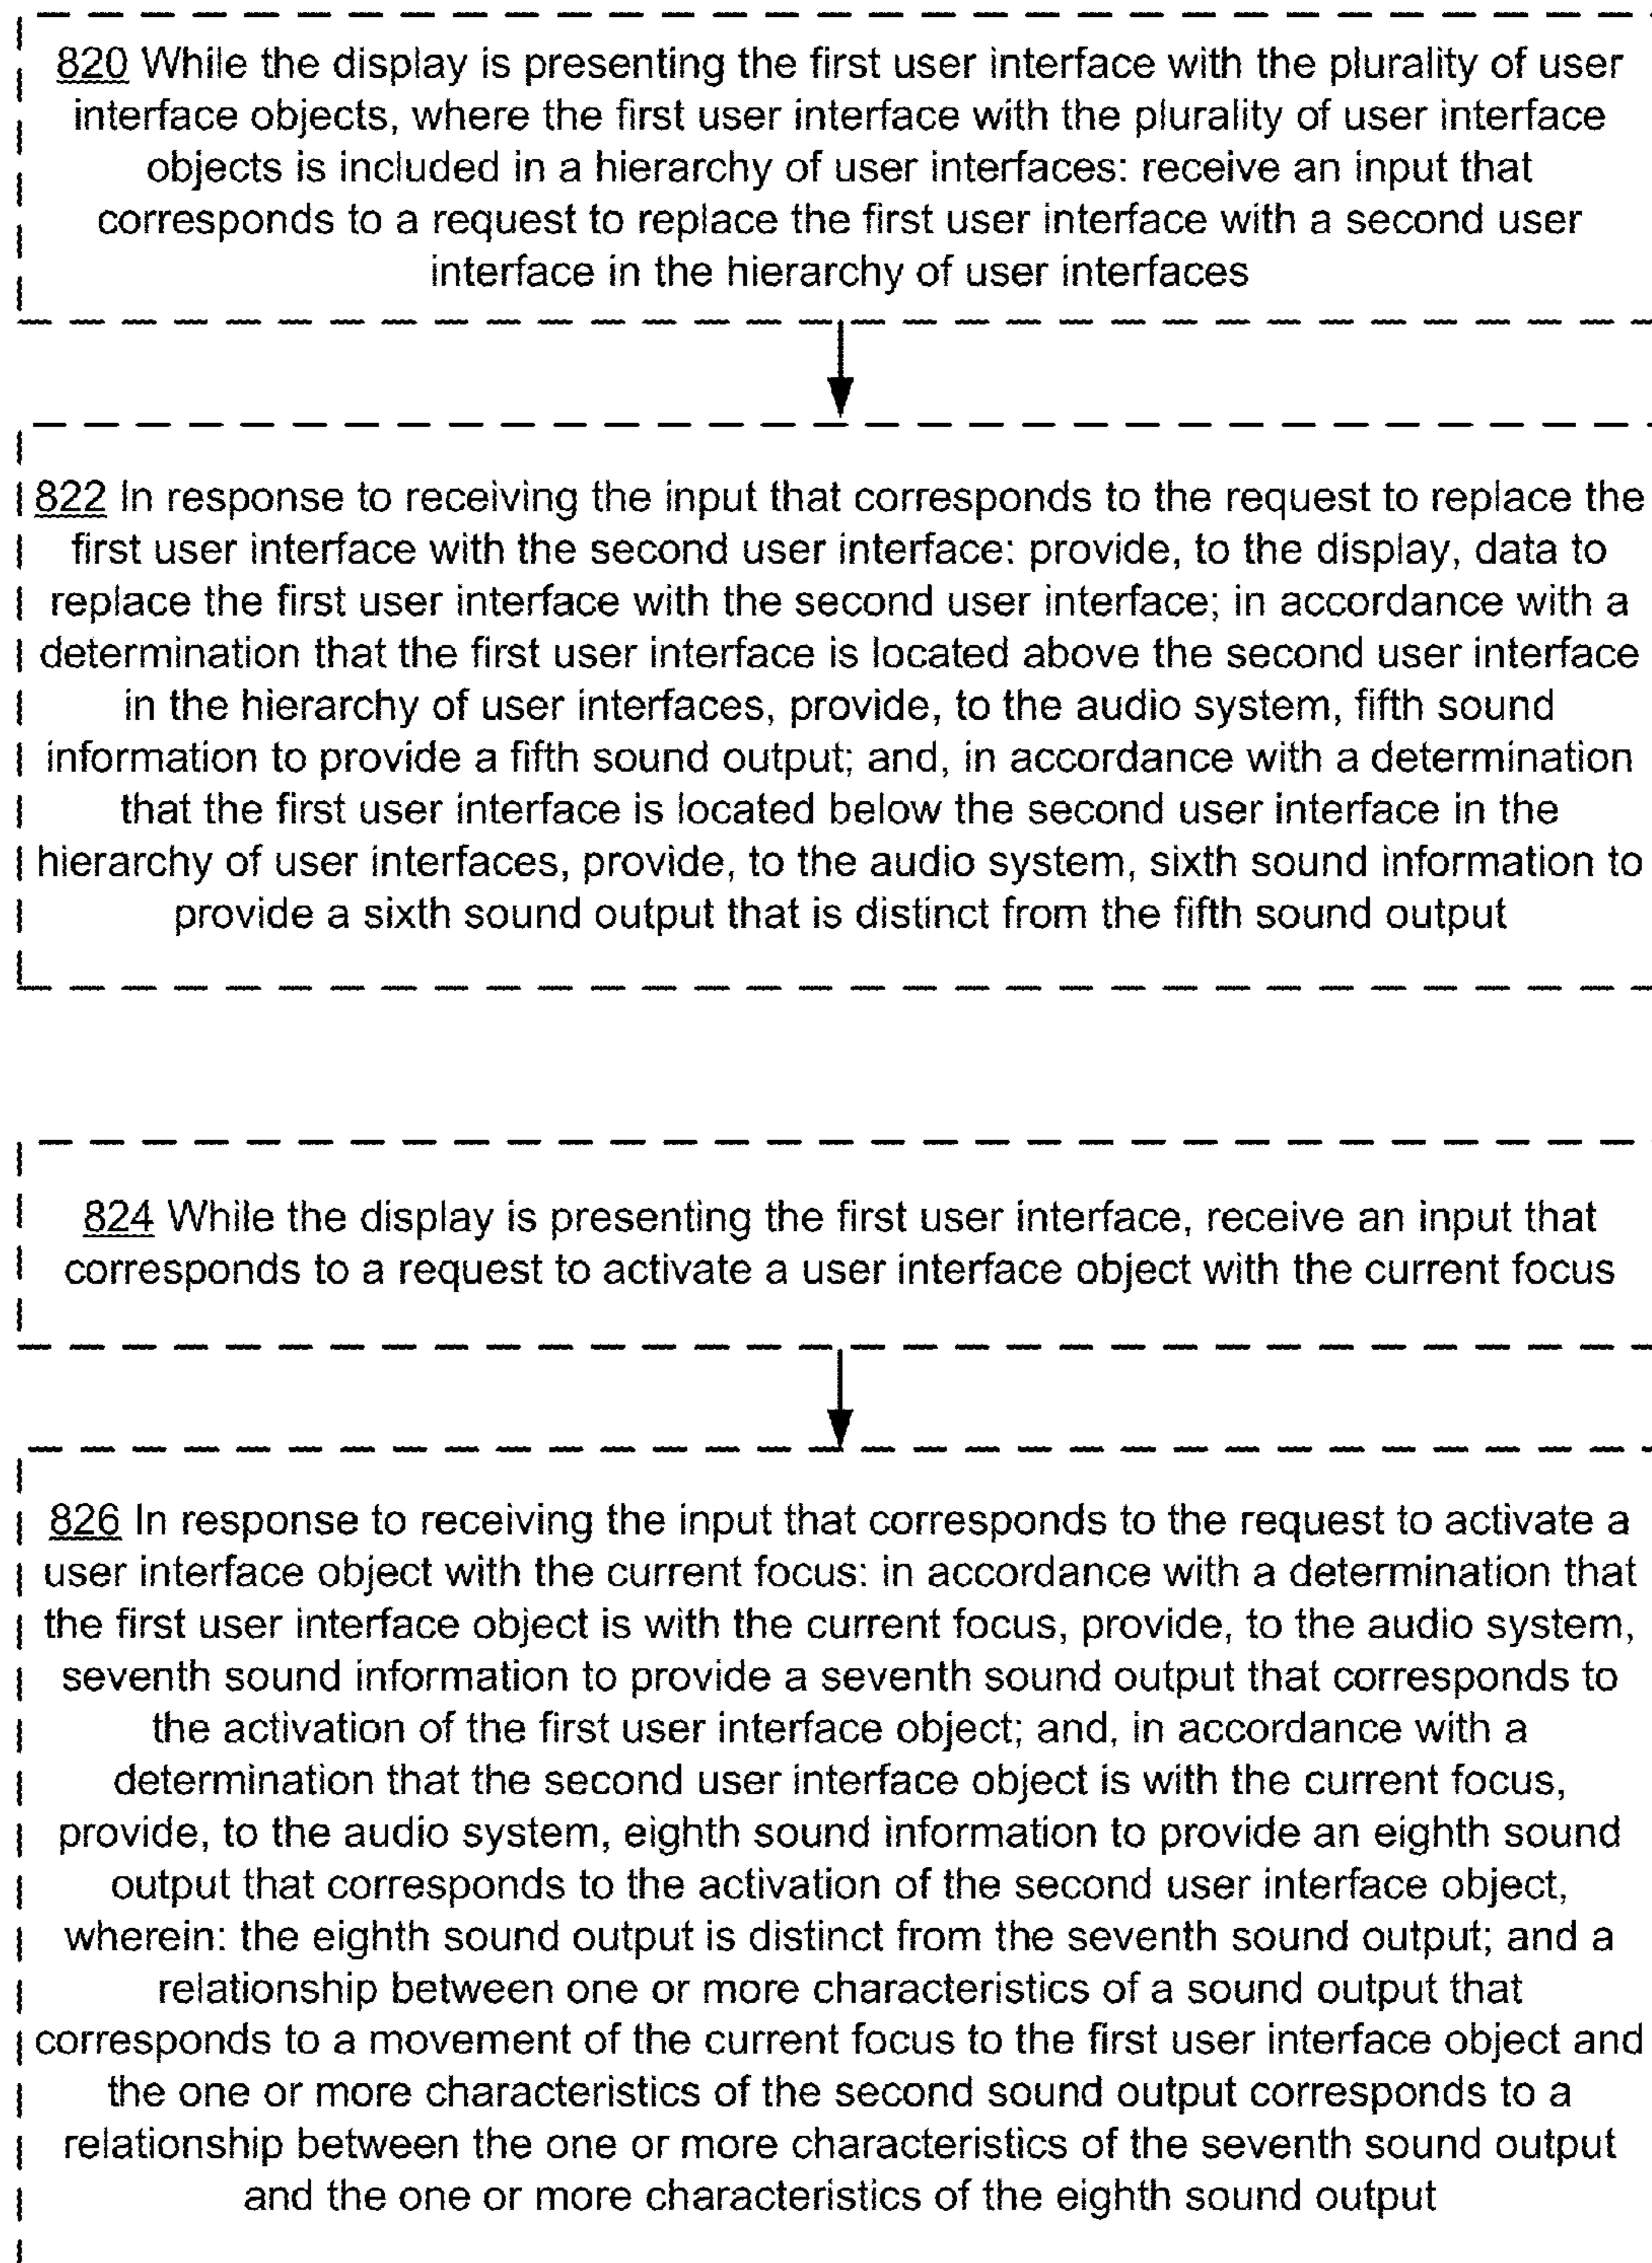 820 While the display is presenting the first user interface with the plurality of user
interface objects, where the first user interface with the plurality of user interface
objects is included in a hierarchy of user interfaces: receive an input that
corresponds to a request to replace the first user interface with a second user
interface in the hierarchy of user interfaces
822 In response to receiving the input that corresponds to the request to replace the
first user interface with the second user interface: provide, to the display, data to
replace the first user interface with the second user interface; in accordance with a
determination that the first user interface is located above the second user interface
in the hierarchy of user interfaces, provide, to the audio system, fifth sound
information to provide a fifth sound output; and, in accordance with a determination
that the first user interface is located below the second user interface in the
hierarchy of user interfaces, provide, to the audio system, sixth sound information to
provide a sixth sound output that is distinct from the fifth sound output
824 While the display is presenting the first user interface, receive an input that
corresponds to a request to activate a user interface object with the current focus
826 In response to receiving the input that corresponds to the request to activate a
user interface object with the current focus: in accordance with a determination that
the first user interface object is with the current focus, provide, to the audio system,
seventh sound information to provide a seventh sound output that corresponds to
the activation of the first user interface object; and, in accordance with a
determination that the second user interface object is with the current focus,
provide, to the audio system, eighth sound information to provide an eighth sound
output that corresponds to the activation of the second user interface object,
wherein: the eighth sound output is distinct from the seventh sound output; and a
relationship between one or more characteristics of a sound output that
corresponds to a movement of the current focus to the first user interface object and
the one or more characteristics of the second sound output corresponds to a
relationship between the one or more characteristics of the seventh sound output
and the one or more characteristics of the eighth sound output